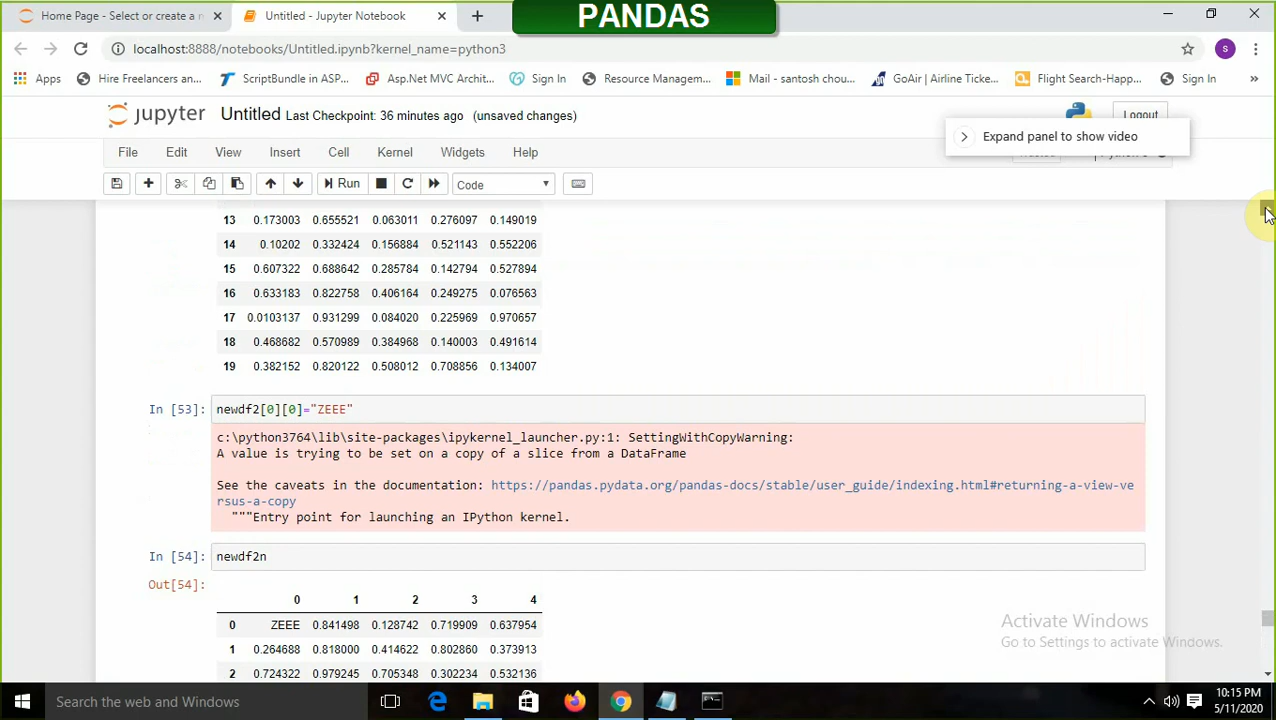 PANDAS
Home Page - Select or create a n
Untitled - Jupyter Notebook
localhost:8888/notebooks/Untitled.ipynb?kernel_name=python3
s
Apps
Hire Freelancers an...
ScriptBundle in ASP...
Asp.Net MVC Archit...
Sign In
Resource Managem...
Mail - santosh chou...
GoAir | Airline Ticke...
Flight Search-Happ...
Sign In
»
jupyter Untitled Last Checkpoint: 36 minutes ago (unsaved changes)
Logout
Expand panel to show video
File Edit View Insert Cell Kernel Widgets Help
Run
Code
13 0.173003 0.655521 0.063011 0.276097 0.149019
14 0.10202 0.332424 0.156884 0.521143 0.552206
15 0.607322 0.688642 0.285784 0.142794 0.527894
16 0.633183 0.822758 0.406164 0.249275 0.076563
17 0.0103137 0.931299 0.084020 0.225969 0.970657
18 0.468682 0.570989 0.384968 0.140003 0.491614
19 0.382152 0.820122 0.508012 0.708856 0.134007
In [53]: newdf2[0][0]="ZEEE"
c:\python3764\lib\site-packages\ipykernel_launcher.py:1: SettingWithCopyWarning:
A value is trying to be set on a copy of a slice from a DataFrame
See the caveats in the documentation: https://pandas.pydata.org/pandas-docs/stable/user_guide/indexing.html#returning-a-view-ve
rsus-a-copy
"""Entry point for launching an IPython kernel.
In [54]: newdf2n
Out[54]:
0 1 2 3 4
0 ZEEE 0.841498 0.128742 0.719909 0.637954
1 0.264688 0.818000 0.414622 0.802860 0.373913
2 0.724322 0.979245 0.705348 0.302234 0.532136
Activate Windows
Go to Settings to activate Windows.
Search the web and Windows
10:15 PM
5/11/2020